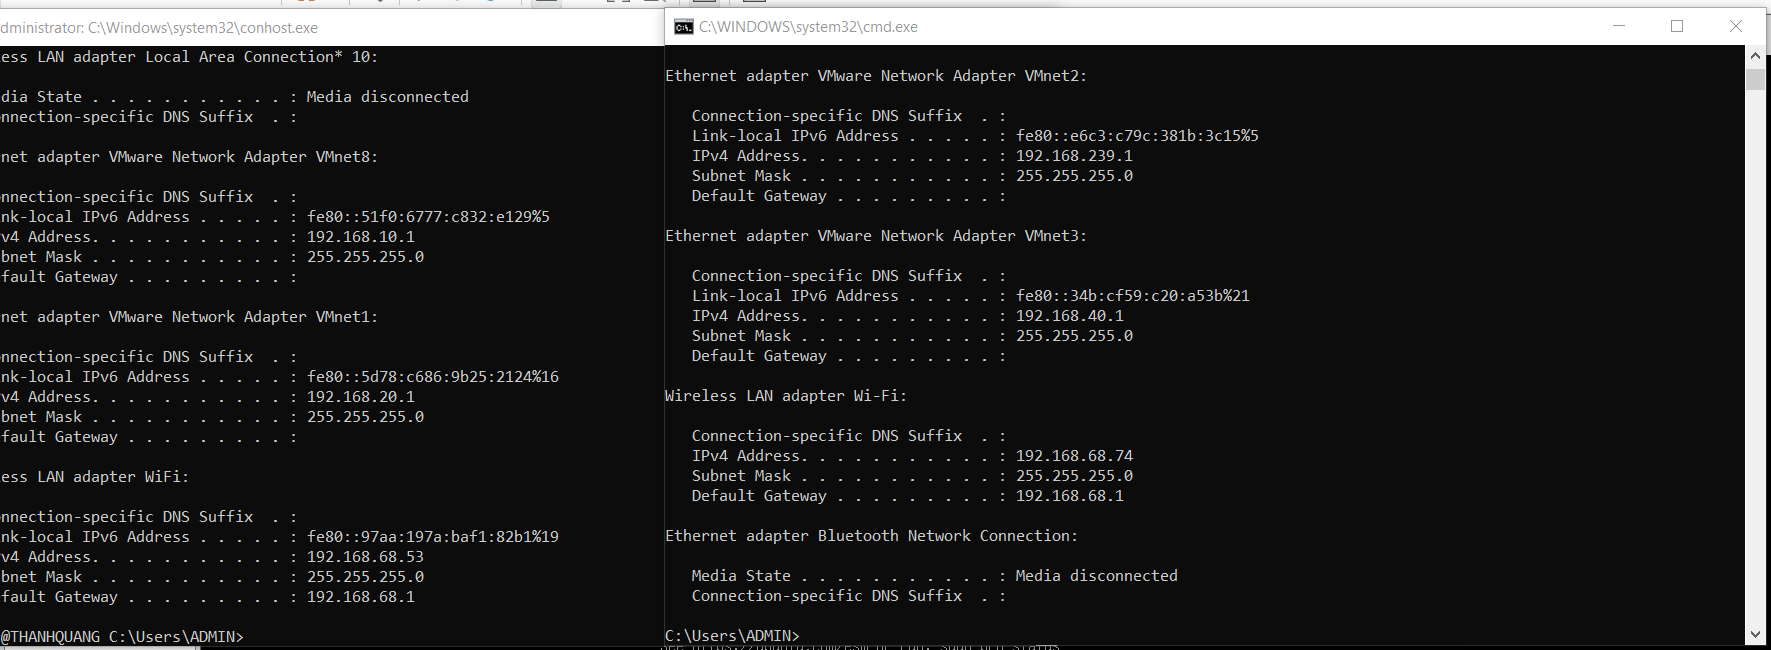 dministrator: C:\Windows\system32\conhost.exe
ess LAN adapter Local Area Connection* 10:
dia State . . . . . . . . . . . : Media disconnected
nnection-specific DNS Suffix  . :
net adapter VMware Network Adapter VMnet8:
nnection-specific DNS Suffix  . :
nk-local IPv6 Address . . . . . : fe80::51f0:6777:c832:e129%5
v4 Address. . . . . . . . . . . : 192.168.10.1
bnet Mask . . . . . . . . . . . : 255.255.255.0
fault Gateway . . . . . . . . . :
net adapter VMware Network Adapter VMnet1:
nnection-specific DNS Suffix  . :
nk-local IPv6 Address . . . . . : fe80::5d78:c686:9b25:2124%16
v4 Address. . . . . . . . . . . : 192.168.20.1
bnet Mask . . . . . . . . . . . : 255.255.255.0
fault Gateway . . . . . . . . . :
ess LAN adapter WiFi:
nnection-specific DNS Suffix  . :
nk-local IPv6 Address . . . . . : fe80::97aa:197a:baf1:82b1%19
v4 Address. . . . . . . . . . . : 192.168.68.53
bnet Mask . . . . . . . . . . . : 255.255.255.0
fault Gateway . . . . . . . . . : 192.168.68.1
@THANHQUANG C:\Users\ADMIN>
C:\WINDOWS\system32\cmd.exe
Ethernet adapter VMware Network Adapter VMnet2:
Connection-specific DNS Suffix  . :
Link-local IPv6 Address . . . . . : fe80::e6c3:c79c:381b:3c15%5
IPv4 Address. . . . . . . . . . . : 192.168.239.1
Subnet Mask . . . . . . . . . . . : 255.255.255.0
Default Gateway . . . . . . . . . :
Ethernet adapter VMware Network Adapter VMnet3:
Connection-specific DNS Suffix  . :
Link-local IPv6 Address . . . . . : fe80::34b:cf59:c20:a53b%21
IPv4 Address. . . . . . . . . . . : 192.168.40.1
Subnet Mask . . . . . . . . . . . : 255.255.255.0
Default Gateway . . . . . . . . . :
Wireless LAN adapter Wi-Fi:
Connection-specific DNS Suffix  . :
IPv4 Address. . . . . . . . . . . : 192.168.68.74
Subnet Mask . . . . . . . . . . . : 255.255.255.0
Default Gateway . . . . . . . . . : 192.168.68.1
Ethernet adapter Bluetooth Network Connection:
Media State . . . . . . . . . . . : Media disconnected
Connection-specific DNS Suffix  . :
C:\Users\ADMIN>